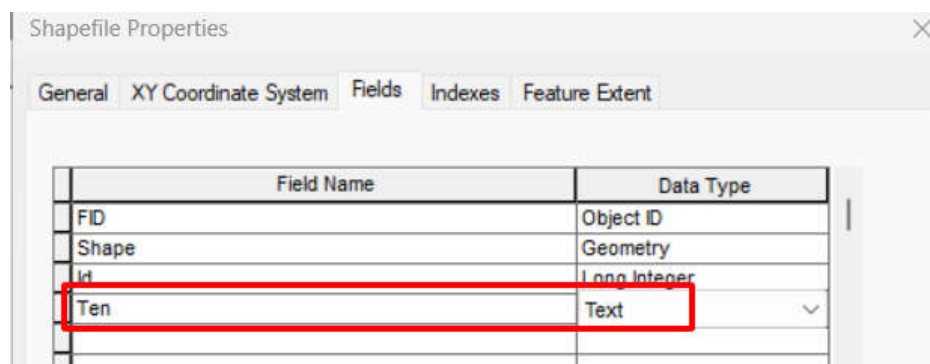 Shapefile Properties
General XY Coordinate System Fields Indexes Feature Extent
Field Name Data Type
FID Object ID
Shape Geometry
Id Long Integer
Ten Text